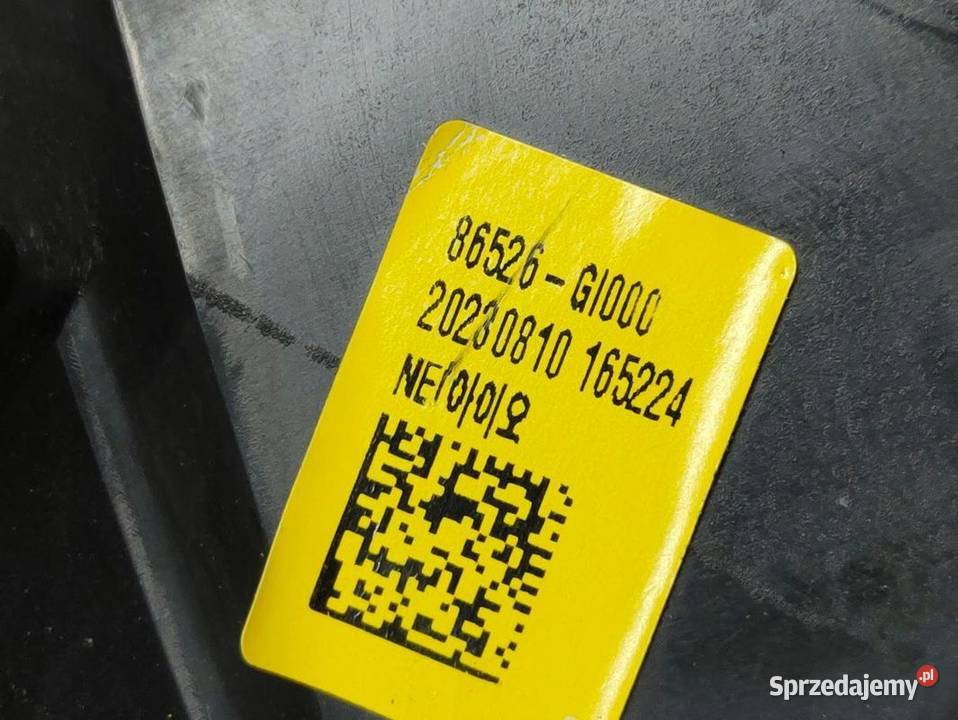 86526-GI000
20230810 165224
NE아이오
Sprzedajemy.pl